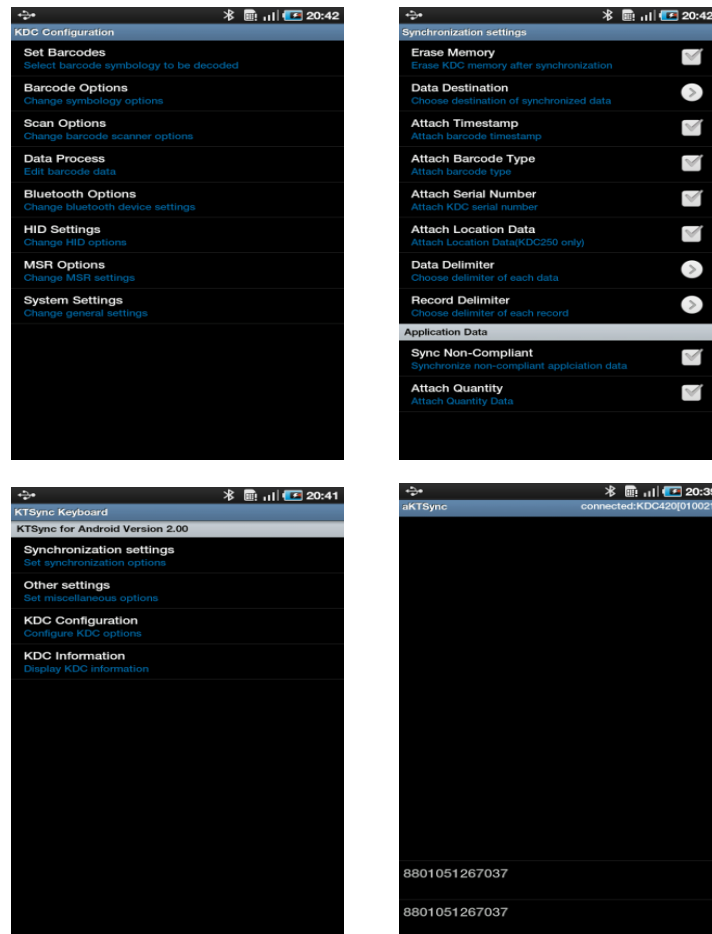 20:42
KDC Configuration
Set Barcodes
Select barcode symbology to be decoded
Barcode Options
Change symbology options
Scan Options
Change barcode scanner options
Data Process
Edit barcode data
Bluetooth Options
Change bluetooth device settings
HID Settings
Change HID options
MSR Options
Change MSR settings
System Settings
Change general settings
20:42
Synchronization settings
Erase Memory
Erase KDC memory after synchronization
Data Destination
Choose destination of synchronized data
Attach Timestamp
Attach barcode timestamp
Attach Barcode Type
Attach barcode type
Attach Serial Number
Attach KDC serial number
Attach Location Data
Attach Location Data(KDC250 only)
Data Delimiter
Choose delimiter of each data
Record Delimiter
Choose delimiter of each record
Application Data
Sync Non-Compliant
Synchronize non-compliant applciation data
Attach Quantity
Attach Quantity Data
20:41
KTSync Keyboard
KTSync for Android Version 2.00
Synchronization settings
Set synchronization options
Other settings
Set miscellaneous options
KDC Configuration
Configure KDC options
KDC Information
Display KDC information
20:39
aKTSync connected:KDC420[010021
8801051267037
8801051267037